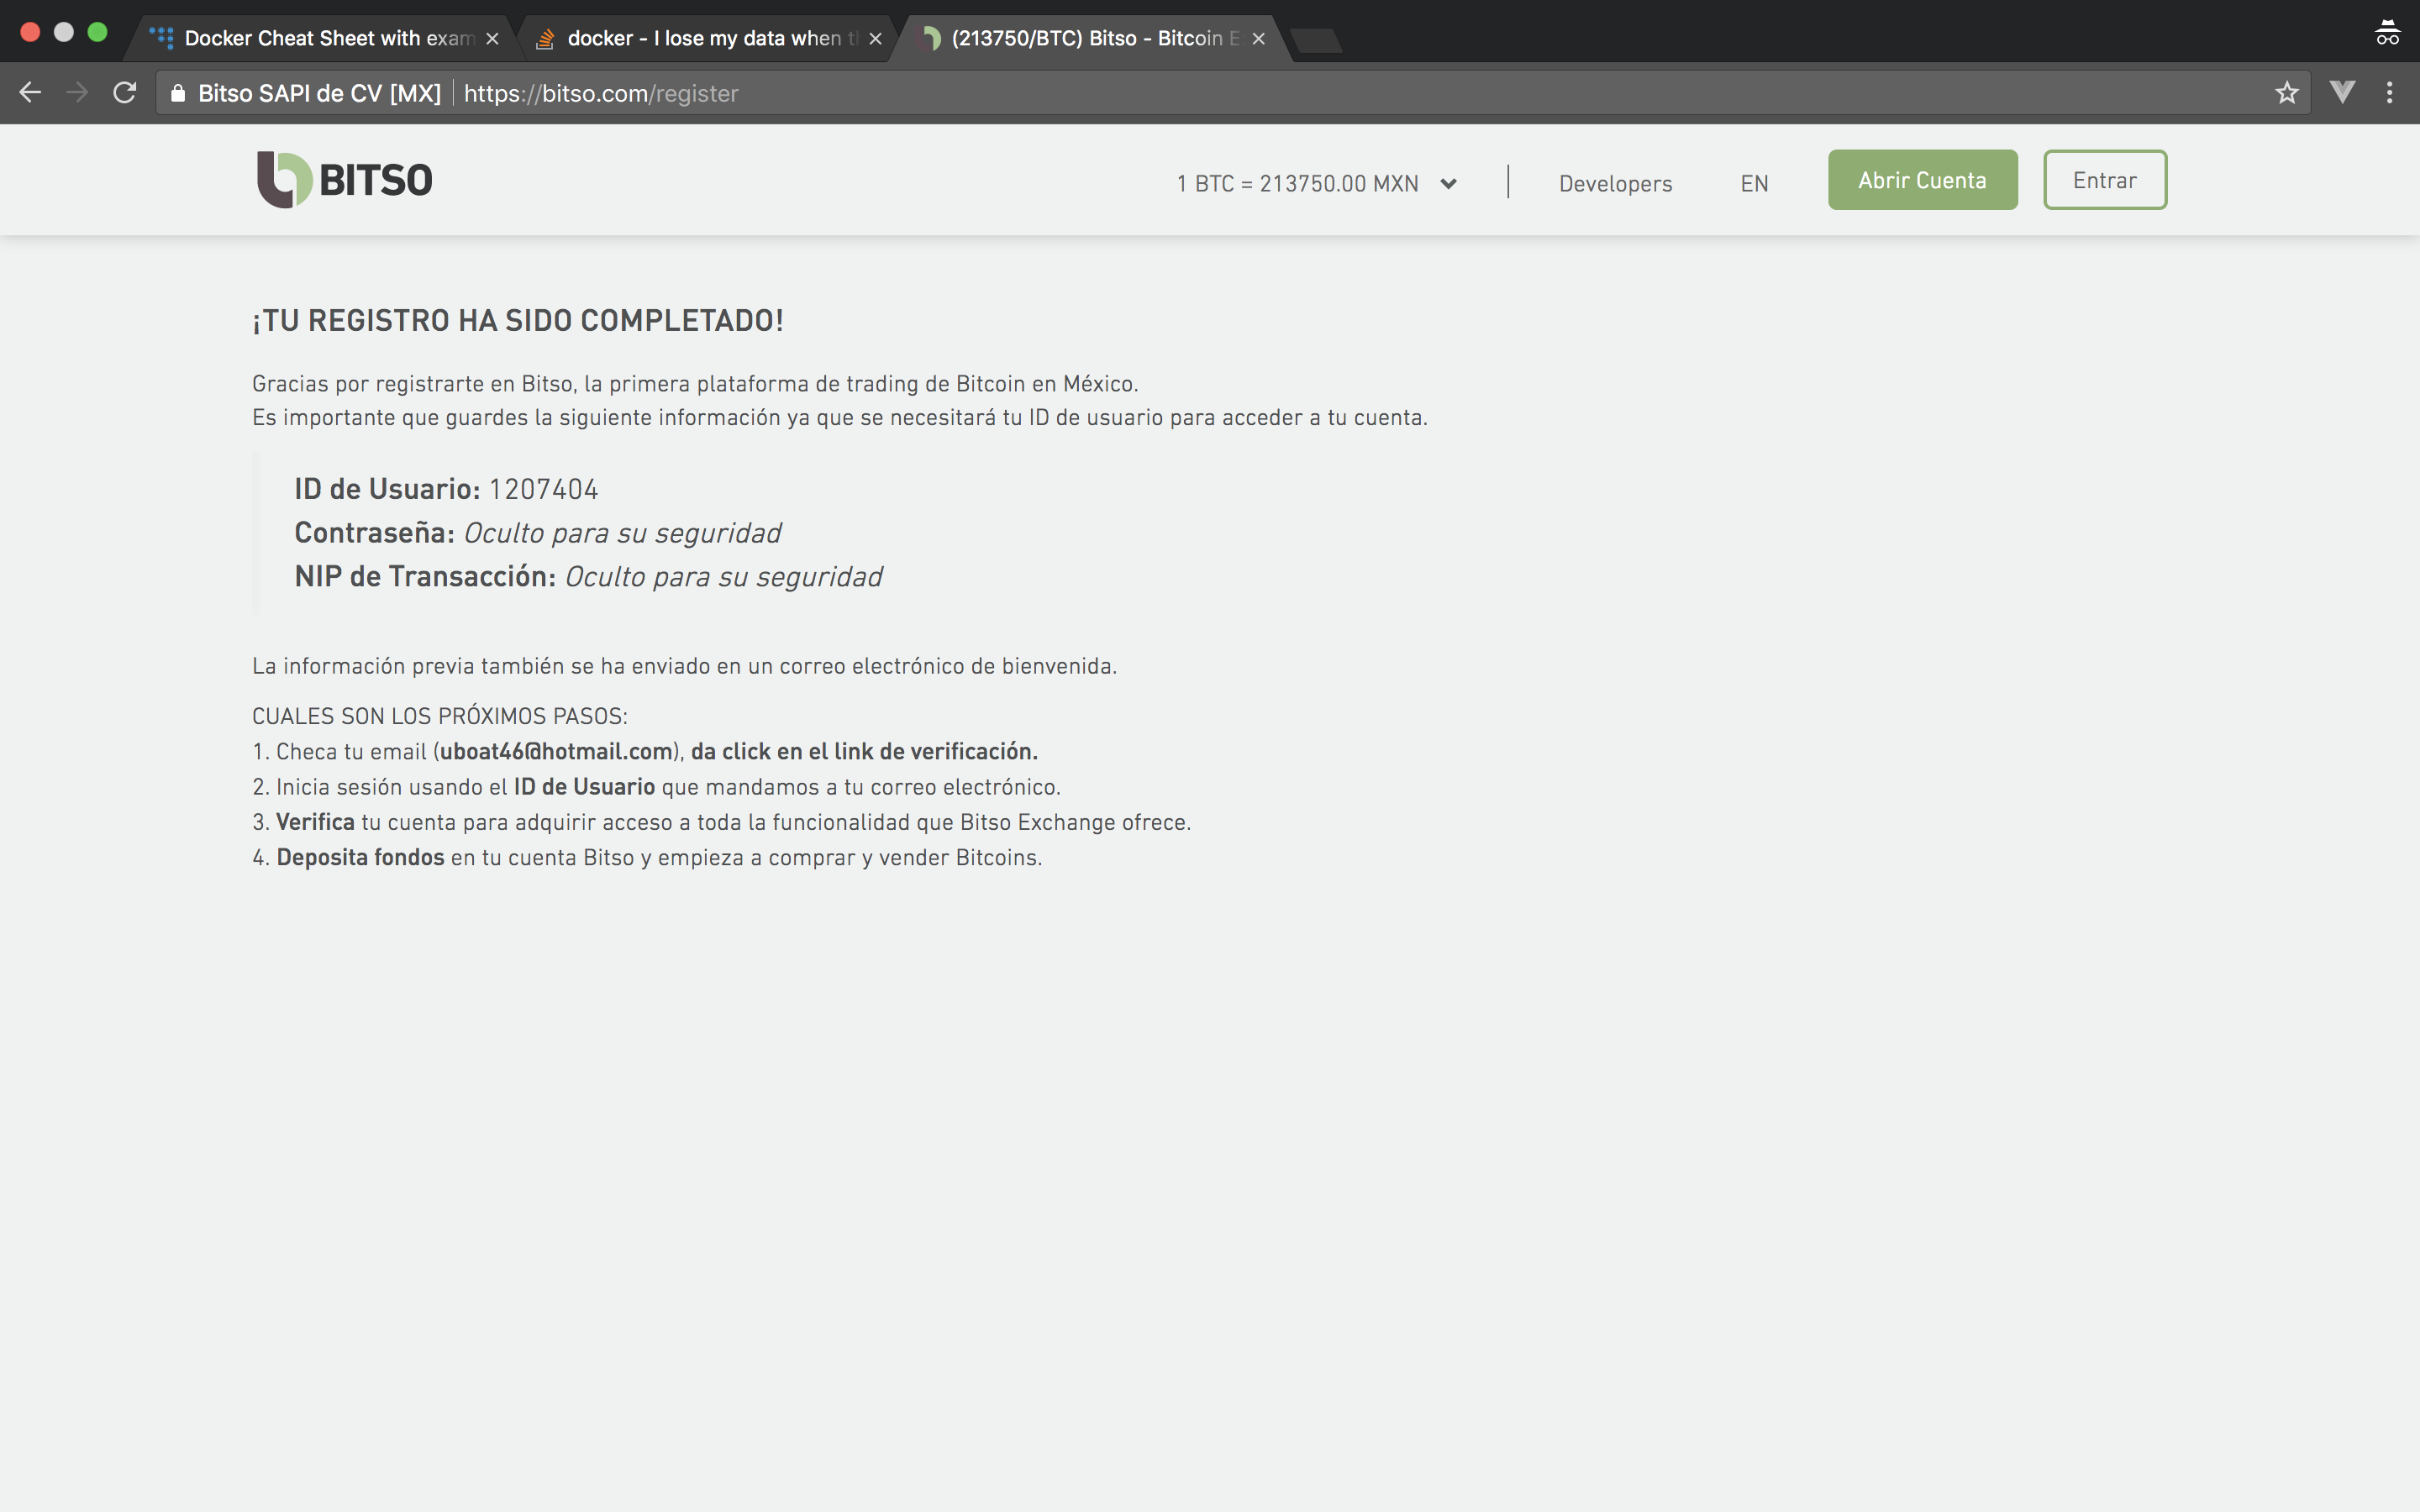 Docker Cheat Sheet with exam
docker - I lose my data when t
(213750/BTC) Bitso - Bitcoin E
Bitso SAPI de CV [MX] https://bitso.com/register
BITSO
1 BTC = 213750.00 MXN
Developers
EN
Abrir Cuenta
Entrar
¡TU REGISTRO HA SIDO COMPLETADO!
Gracias por registrarte en Bitso, la primera plataforma de trading de Bitcoin en México.
Es importante que guardes la siguiente información ya que se necesitará tu ID de usuario para acceder a tu cuenta.
ID de Usuario: 1207404
Contraseña: Oculto para su seguridad
NIP de Transacción: Oculto para su seguridad
La información previa también se ha enviado en un correo electrónico de bienvenida.
CUALES SON LOS PRÓXIMOS PASOS:
1. Checa tu email (uboat46@hotmail.com), da click en el link de verificación.
2. Inicia sesión usando el ID de Usuario que mandamos a tu correo electrónico.
3. Verifica tu cuenta para adquirir acceso a toda la funcionalidad que Bitso Exchange ofrece.
4. Deposita fondos en tu cuenta Bitso y empieza a comprar y vender Bitcoins.